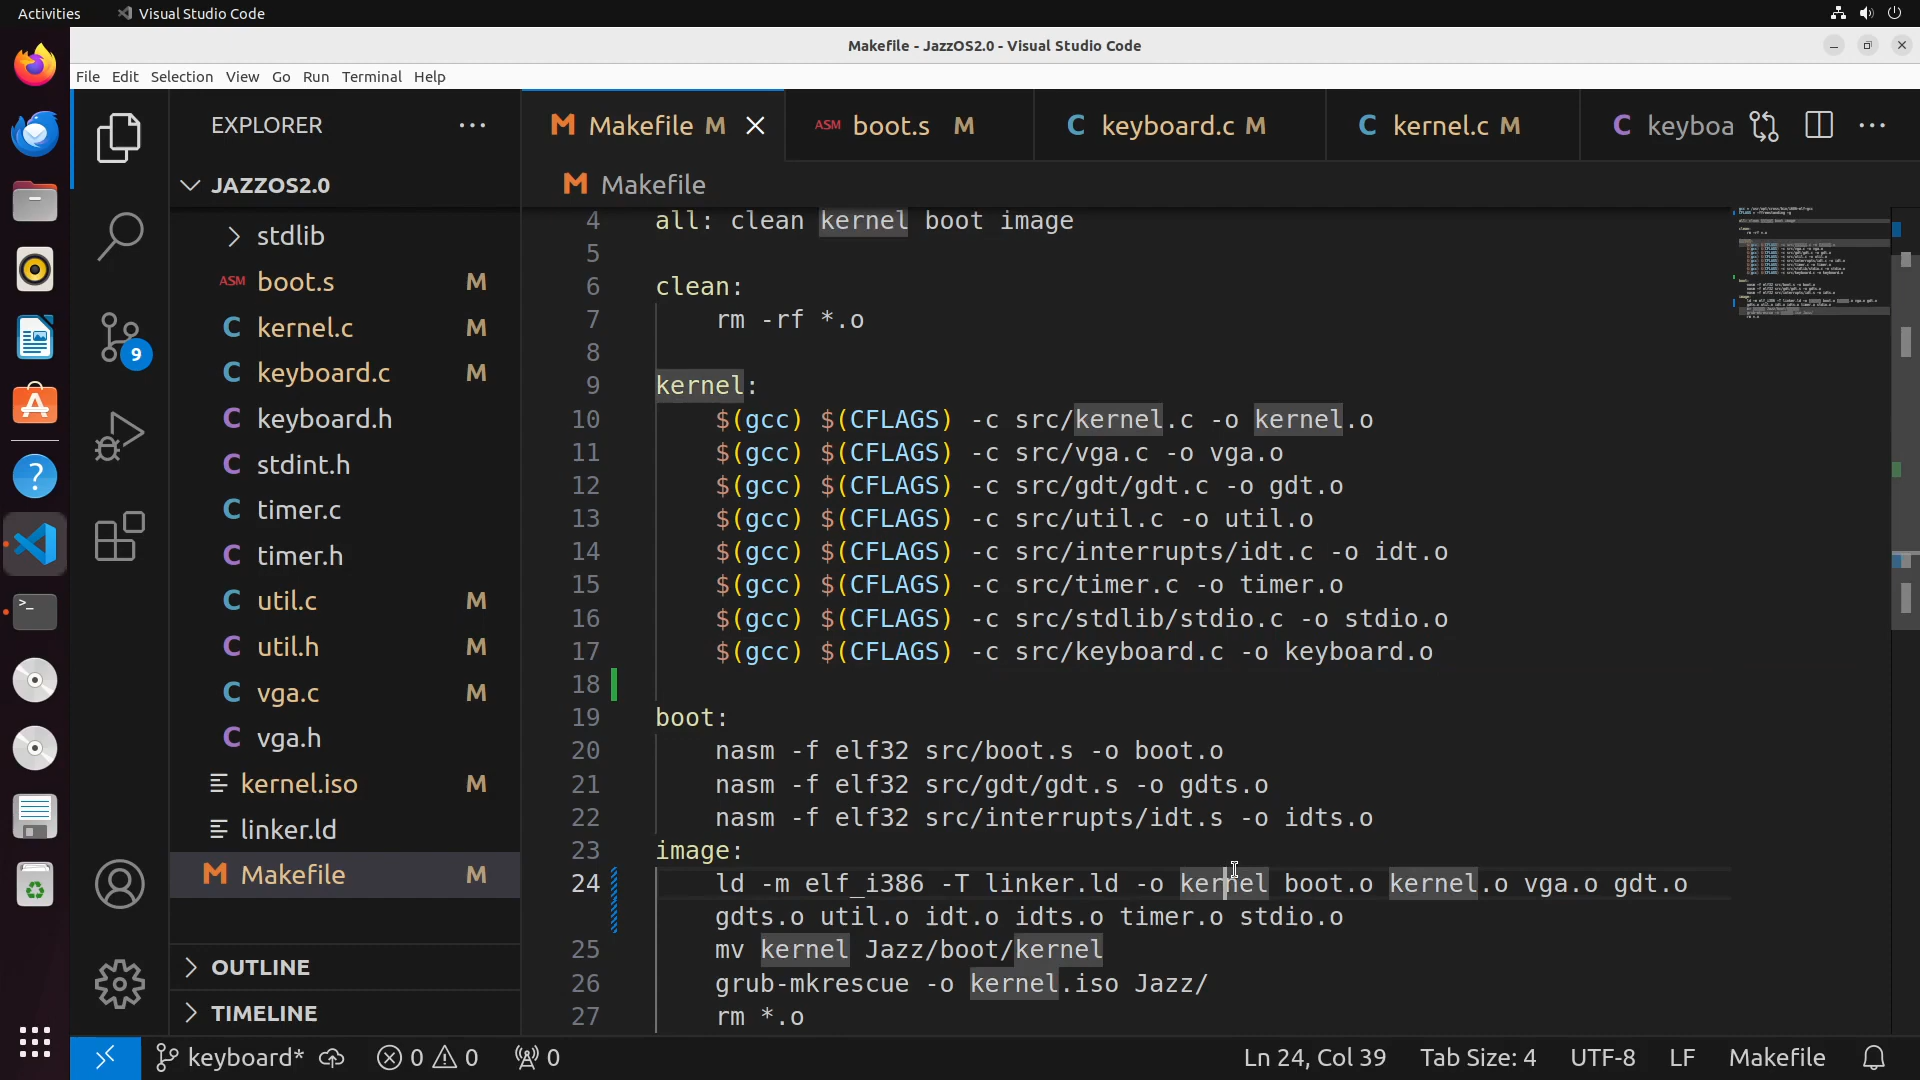 Activities Visual Studio Code
Makefile - JazzOS2.0 - Visual Studio Code
File Edit Selection View Go Run Terminal Help
EXPLORER
JAZZOS2.0
stdlib
ASM boot.s M
C kernel.c M
C keyboard.c M
C keyboard.h
C stdint.h
C timer.c
C timer.h
C util.c M
C util.h M
C vga.c M
C vga.h
kernel.iso M
linker.ld
M Makefile M
OUTLINE
TIMELINE
9
M Makefile M
ASM boot.s M
C keyboard.c M
C kernel.c M
C keyboa
M Makefile
4 all: clean kernel boot image
5
6 clean:
7 rm -rf *.o
8
9 kernel:
10 $(gcc) $(CFLAGS) -c src/kernel.c -o kernel.o
11 $(gcc) $(CFLAGS) -c src/vga.c -o vga.o
12 $(gcc) $(CFLAGS) -c src/gdt/gdt.c -o gdt.o
13 $(gcc) $(CFLAGS) -c src/util.c -o util.o
14 $(gcc) $(CFLAGS) -c src/interrupts/idt.c -o idt.o
15 $(gcc) $(CFLAGS) -c src/timer.c -o timer.o
16 $(gcc) $(CFLAGS) -c src/stdlib/stdio.c -o stdio.o
17 $(gcc) $(CFLAGS) -c src/keyboard.c -o keyboard.o
18
19 boot:
20 nasm -f elf32 src/boot.s -o boot.o
21 nasm -f elf32 src/gdt/gdt.s -o gdts.o
22 nasm -f elf32 src/interrupts/idt.s -o idts.o
23 image:
24 ld -m elf_i386 -T linker.ld -o kernel boot.o kernel.o vga.o gdt.o
gdts.o util.o idt.o idts.o timer.o stdio.o
25 mv kernel Jazz/boot/kernel
26 grub-mkrescue -o kernel.iso Jazz/
27 rm *.o
keyboard* 0 0 0 Ln 24, Col 39 Tab Size: 4 UTF-8 LF Makefile